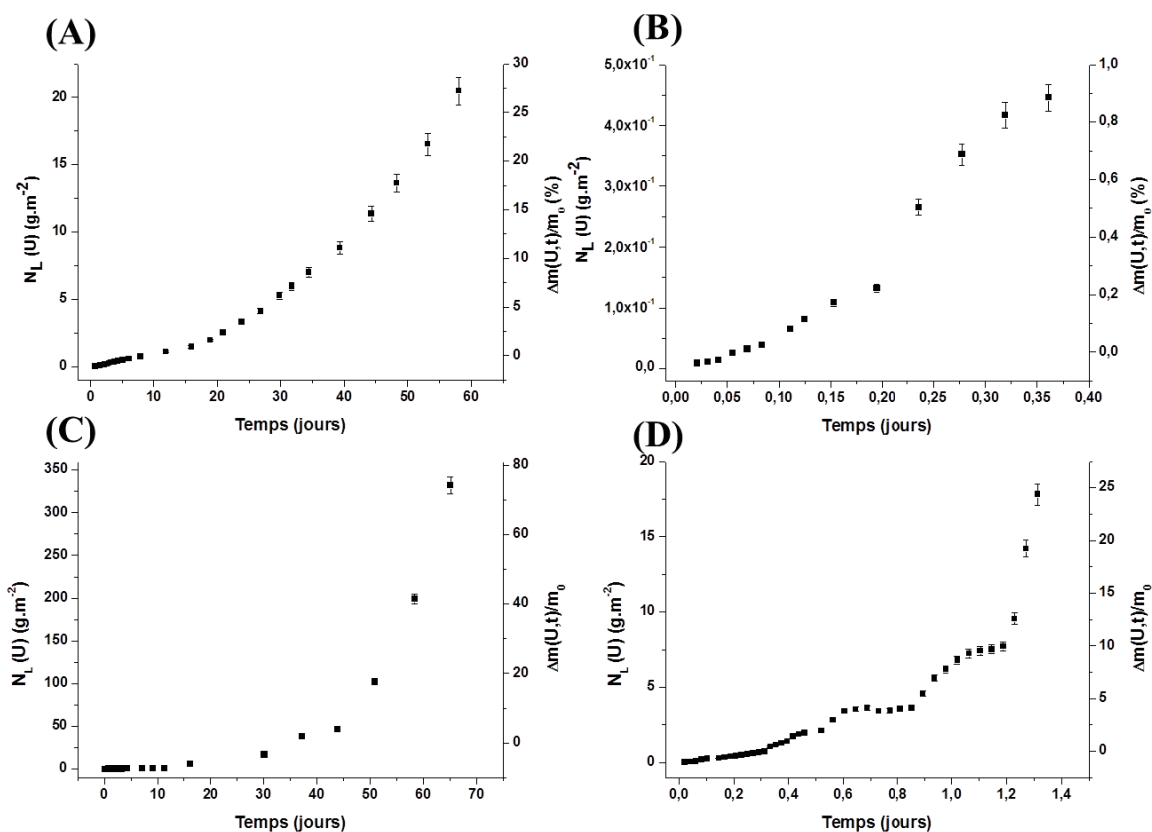 (A)
N_L (U) (g.m⁻²)
20
15
10
5
0
30
25
20
15
10
5
0
Δm(U,t)/m₀ (%)
0 10 20 30 40 50 60
Temps (jours)
(B)
N_L (U) (g.m⁻²)
5,0x10⁻¹
4,0x10⁻¹
3,0x10⁻¹
2,0x10⁻¹
1,0x10⁻¹
0,0
1,0
0,8
0,6
0,4
0,2
0,0
Δm(U,t)/m₀ (%)
0,00 0,05 0,10 0,15 0,20 0,25 0,30 0,35 0,40
Temps (jours)
(C)
N_L (U) (g.m⁻²)
350
300
250
200
150
100
50
0
80
60
40
20
0
Δm(U,t)/m₀
0 10 20 30 40 50 60 70
Temps (jours)
(D)
N_L (U) (g.m⁻²)
20
15
10
5
0
25
20
15
10
5
0
Δm(U,t)/m₀
0,0 0,2 0,4 0,6 0,8 1,0 1,2 1,4
Temps (jours)